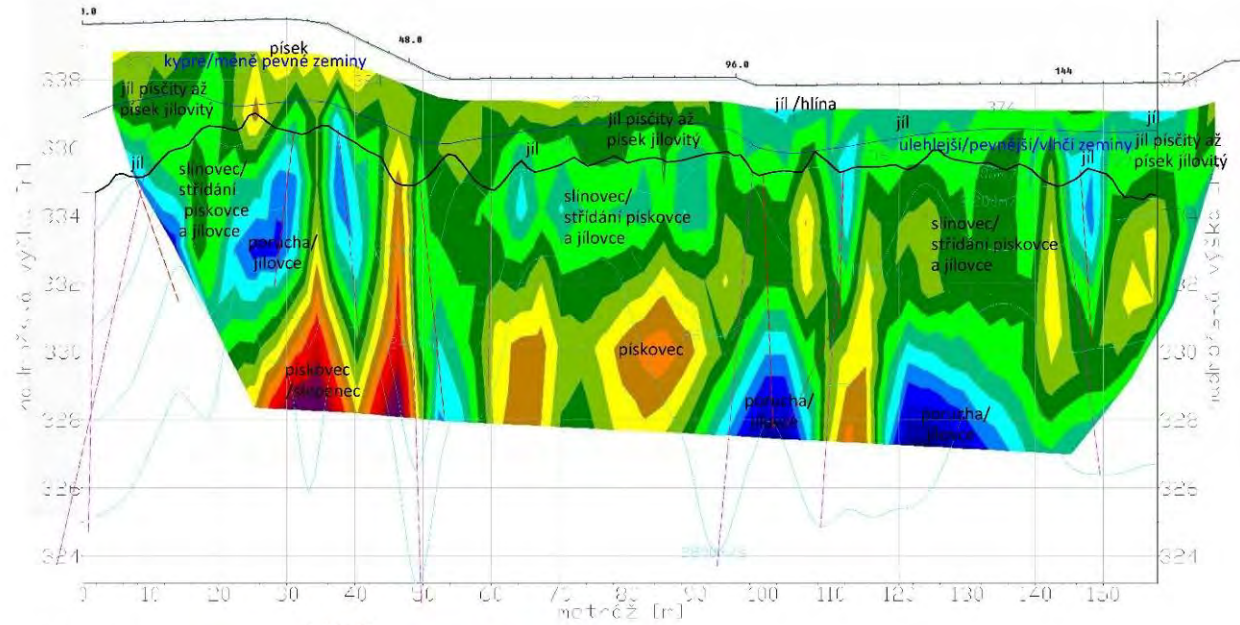 1.0
48.0
96.0
144
písek
kypré/méně pevné zeminy
338
jíl písčitý až
písek jílovitý
jíl /hlína
374
jíl písčitý až
písek jílovitý
jíl
jíl
ulehlejší/pevnější/vlhčí zeminy
jíl písčitý až
písek jílovitý
336
jíl
jíl
jíl
slínovec/
střídání
pískovce
a jílovce
334
slínovec/
střídání pískovce
a jílovce
slínovec/
střídání pískovce
a jílovce
porucha/
jílovce
332
330
pískovec
/slepenec
pískovec
porucha/
jílovce
porucha/
jílovce
328
328
326
326
324
324
0 10 20 30 40 50 60 70 80 90 100 110 120 130 140 150
metráž [m]